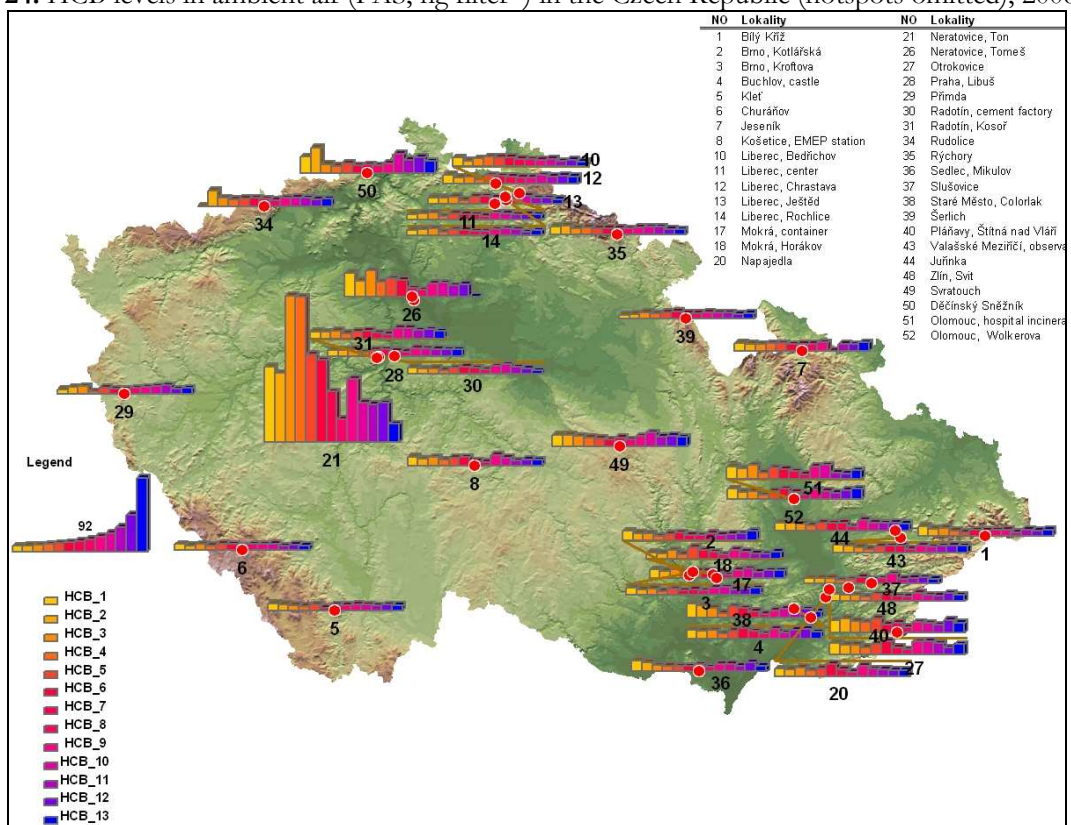 24. HCB levels in ambient air (PAS, ng filter-1) in the Czech Republic (hotspots omitted), 2006
NO Lokality NO Lokality
1 Bílý Kříž 21 Neratovice, Ton
2 Brno, Kotlářská 26 Neratovice, Tomeš
3 Brno, Kroftova 27 Otrokovice
4 Buchlov, castle 28 Praha, Libuš
5 Kleť 29 Přimda
6 Churáňov 30 Radotín, cement factory
7 Jeseník 31 Radotín, Kosoř
8 Košetice, EMEP station 34 Rudolice
10 Liberec, Bedřichov 35 Rýchory
11 Liberec, center 36 Sedlec, Mikulov
12 Liberec, Chrastava 37 Slušovice
13 Liberec, Ještěd 38 Staré Město, Colorlak
14 Liberec, Rochlice 39 Šerlich
17 Mokrá, container 40 Pláňavy, Štítná nad Vláří
18 Mokrá, Horákov 43 Valašské Meziříčí, observa
20 Napajedla 44 Juřinka
48 Zlín, Svit
49 Svratouch
50 Děčínský Sněžník
51 Olomouc, hospital incinera
52 Olomouc, Wolkerova
10
50
12
34
13
11
14
35
26
39
31
28
7
30
29
21
49
8
Legend
92
51
52
2
44
1
43
6
18
17
37
3
48
5
38
40
4
27
36
20
HCB_1
HCB_2
HCB_3
HCB_4
HCB_5
HCB_6
HCB_7
HCB_8
HCB_9
HCB_10
HCB_11
HCB_12
HCB_13